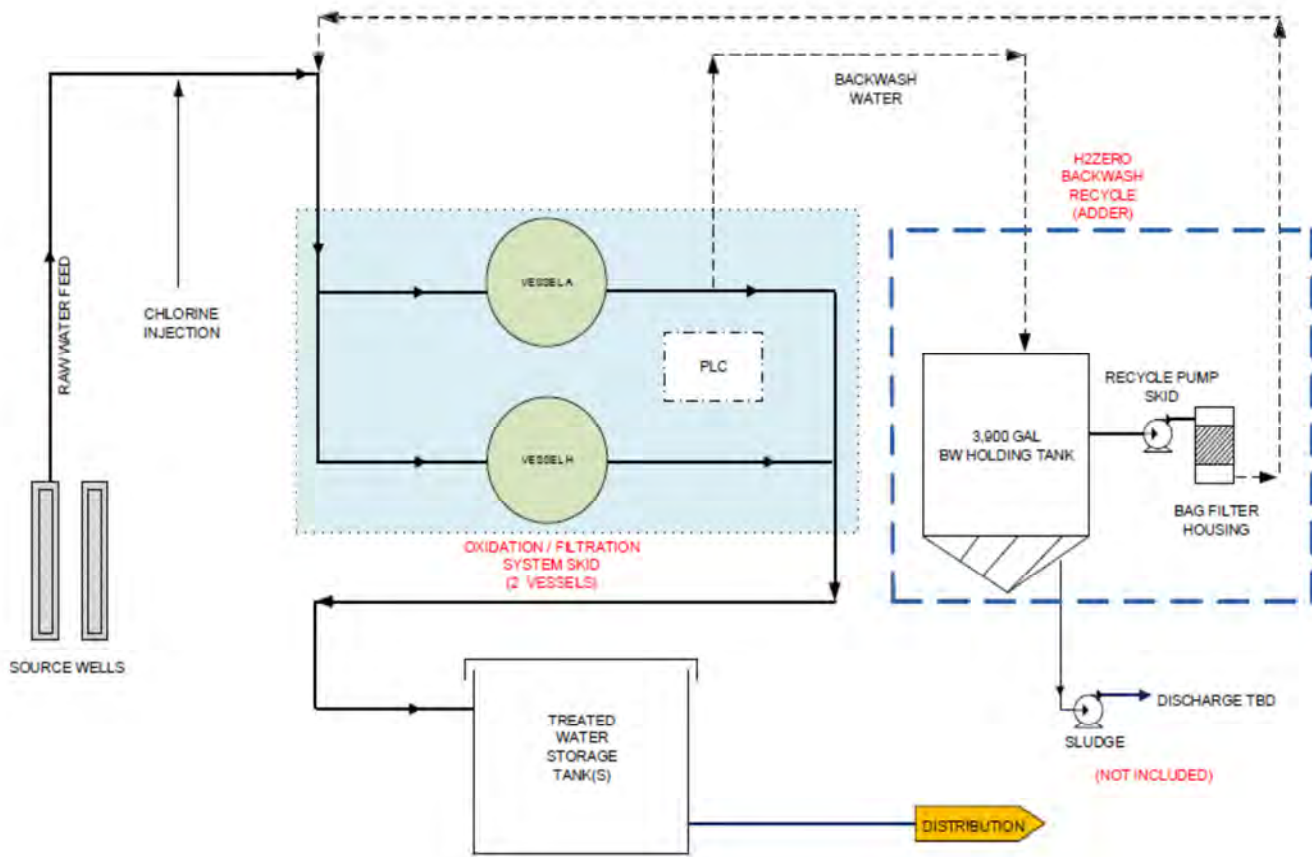 BACKWASH
WATER
H2ZERO
BACKWASH
RECYCLE
(ADDER)
RAW WATER FEED
CHLORINE
INJECTION
VESSEL A
PLC
VESSEL H
RECYCLE PUMP
SKID
3,900 GAL
BW HOLDING TANK
BAG FILTER
HOUSING
OXIDATION / FILTRATION
SYSTEM SKID
(2 VESSELS)
SOURCE WELLS
TREATED
WATER
STORAGE
TANK(S)
DISCHARGE TBD
SLUDGE
(NOT INCLUDED)
DISTRIBUTION